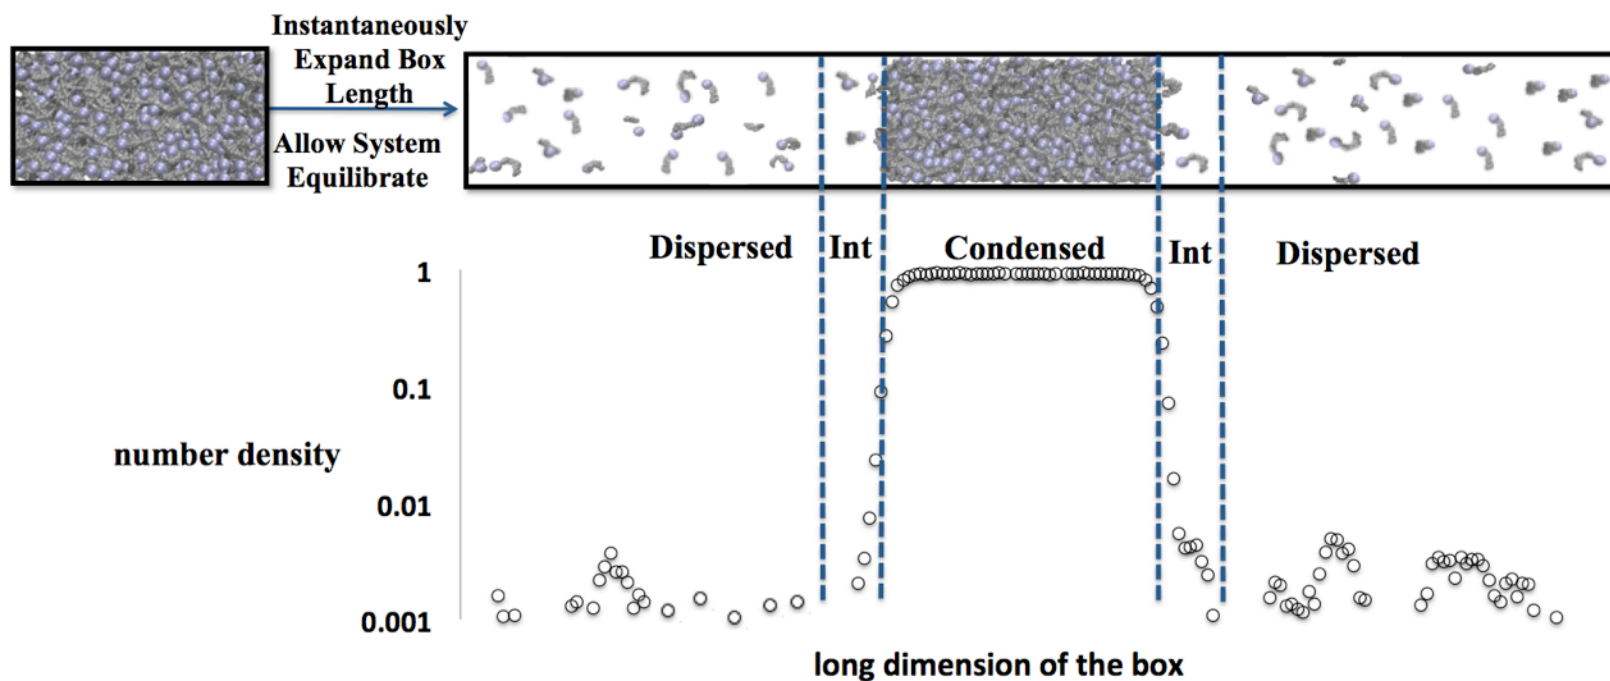 Instantaneously
Expand Box
Length
Allow System
Equilibrate
Dispersed
Int
Condensed
Int
Dispersed
1
0.1
number density
0.01
0.001
long dimension of the box